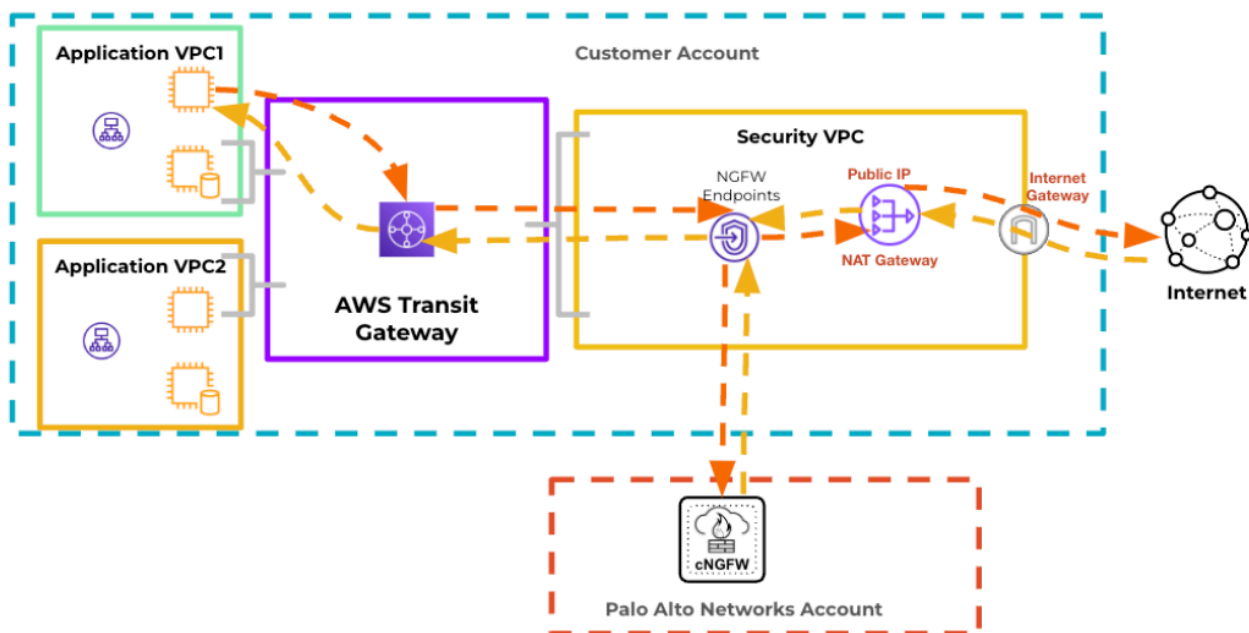 Application VPC1
Customer Account
Security VPC
NGFW
Endpoints
Public IP
Internet
Gateway
NAT Gateway
Application VPC2
AWS Transit
Gateway
Internet
cNGFW
Palo Alto Networks Account